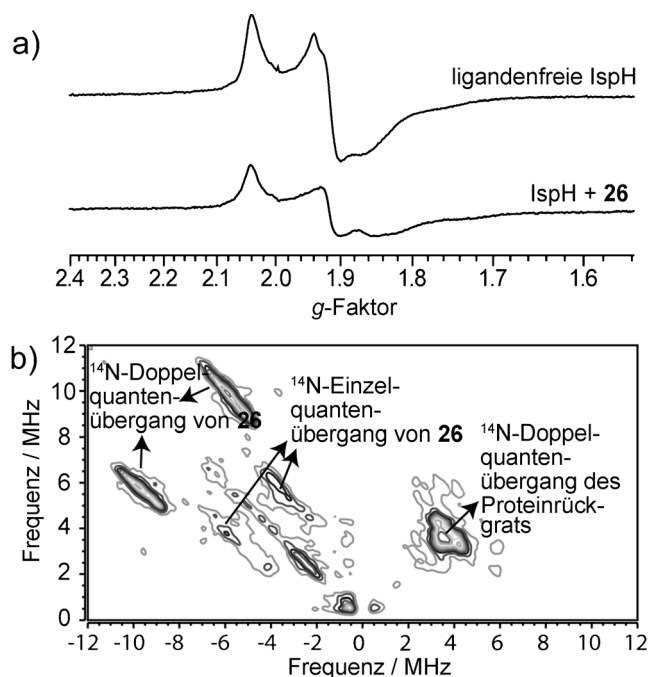 a)
ligandenfreie IspH
IspH + 26
2.4 2.3 2.2 2.1 2.0 1.9 1.8 1.7 1.6
g-Faktor
b)
12
10
8
6
4
2
0
Frequenz / MHz
¹⁴N-Doppel-
quanten-
übergang von 26
¹⁴N-Einzel-
quanten-
übergang von 26
¹⁴N-Doppel-
quanten-
übergang des
Proteinrück-
grats
-12 -10 -8 -6 -4 -2 0 2 4 6 8 10 12
Frequenz / MHz